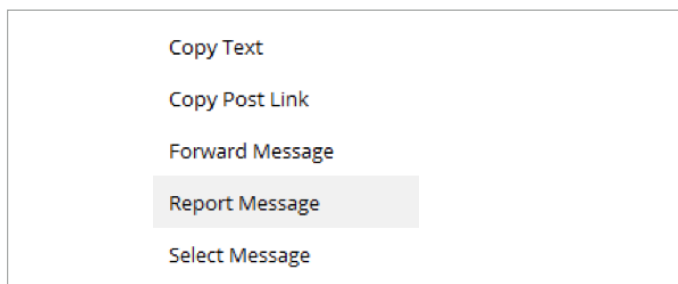 Copy Text
Copy Post Link
Forward Message
Report Message
Select Message